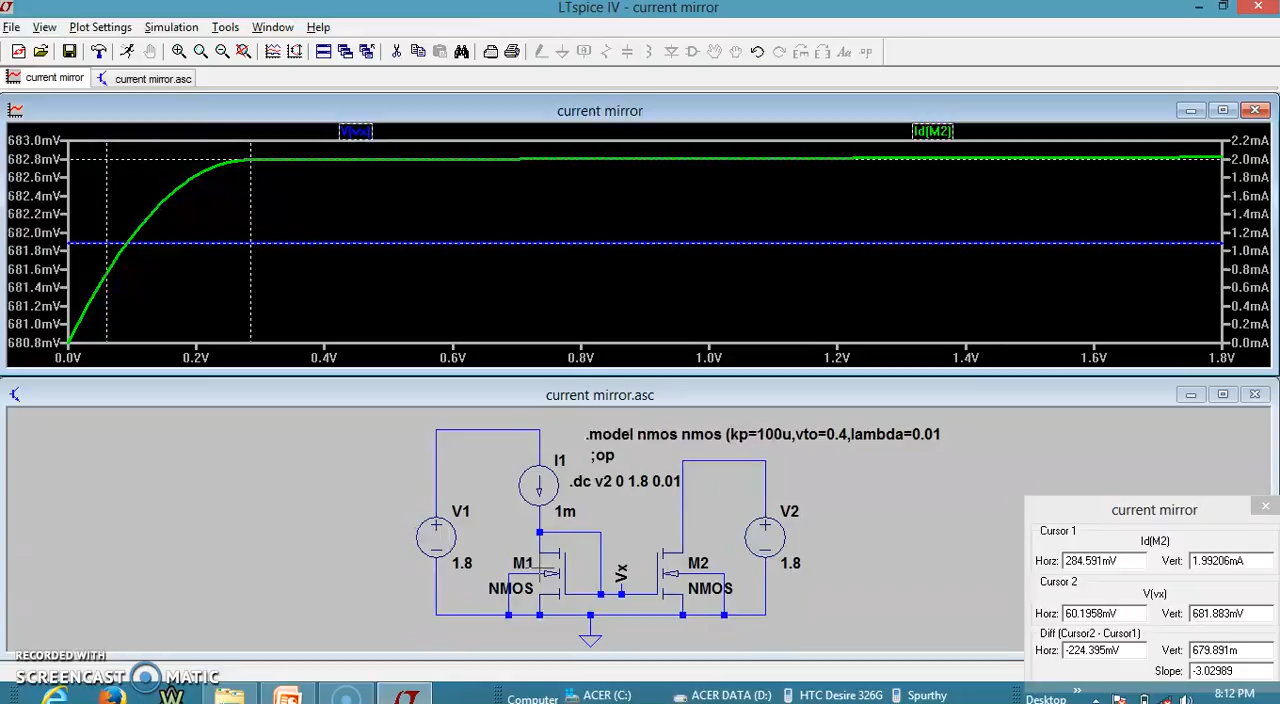 LTspice IV - current mirror
File View Plot Settings Simulation Tools Window Help
current mirror current mirror.asc
current mirror
V(vx) Id(M2)
683.0mV 2.2mA
682.8mV 2.0mA
682.6mV 1.8mA
682.4mV 1.6mA
682.2mV 1.4mA
682.0mV 1.2mA
681.8mV 1.0mA
681.6mV 0.8mA
681.4mV 0.6mA
681.2mV 0.4mA
681.0mV 0.2mA
680.8mV 0.0mA
0.0V 0.2V 0.4V 0.6V 0.8V 1.0V 1.2V 1.4V 1.6V 1.8V
current mirror.asc
.model nmos nmos (kp=100u,vto=0.4,lambda=0.01
;op
I1
.dc v2 0 1.8 0.01
V1 1m V2
1.8 M1 Vx M2 1.8
NMOS NMOS
current mirror
Cursor 1
Id(M2)
Horz: 284.591mV Vert: 1.99206mA
Cursor 2
V(vx)
Horz: 60.1958mV Vert: 681.883mV
Diff (Cursor2 - Cursor1)
Horz: -224.395mV Vert: 679.891m
Slope: -3.02989
RECORDED WITH
SCREENCAST MATIC
Computer ACER (C:) ACER DATA (D:) HTC Desire 326G Spurthy Desktop 8:12 PM